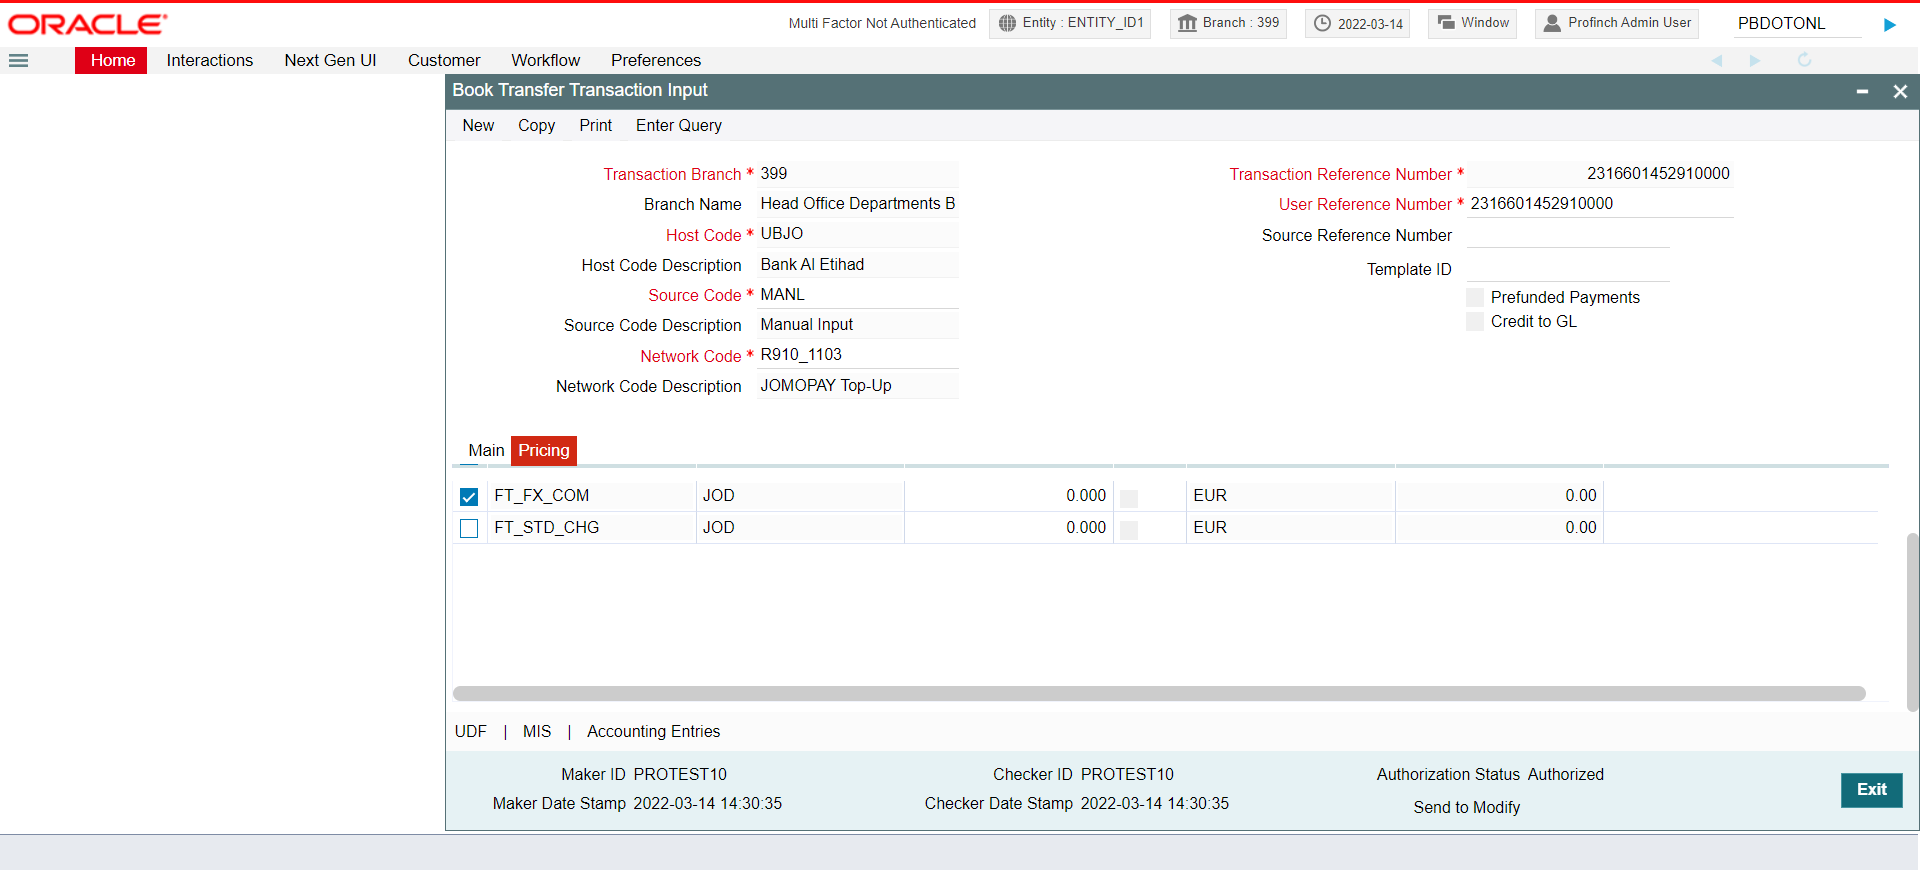 ORACLE
Multi Factor Not Authenticated
Entity : ENTITY_ID1
Branch : 399
2022-03-14
Window
Profinch Admin User
PBDOTONL
Home Interactions Next Gen UI Customer Workflow Preferences
Book Transfer Transaction Input
New Copy Print Enter Query
Transaction Branch * 399
Branch Name Head Office Departments B
Host Code * UBJO
Host Code Description Bank Al Etihad
Source Code * MANL
Source Code Description Manual Input
Network Code * R910_1103
Network Code Description JOMOPAY Top-Up
Transaction Reference Number * 2316601452910000
User Reference Number * 2316601452910000
Source Reference Number
Template ID
Prefunded Payments
Credit to GL
Main Pricing
FT_FX_COM JOD 0.000 EUR 0.00
FT_STD_CHG JOD 0.000 EUR 0.00
UDF | MIS | Accounting Entries
Maker ID PROTEST10
Maker Date Stamp 2022-03-14 14:30:35
Checker ID PROTEST10
Checker Date Stamp 2022-03-14 14:30:35
Authorization Status Authorized
Send to Modify
Exit